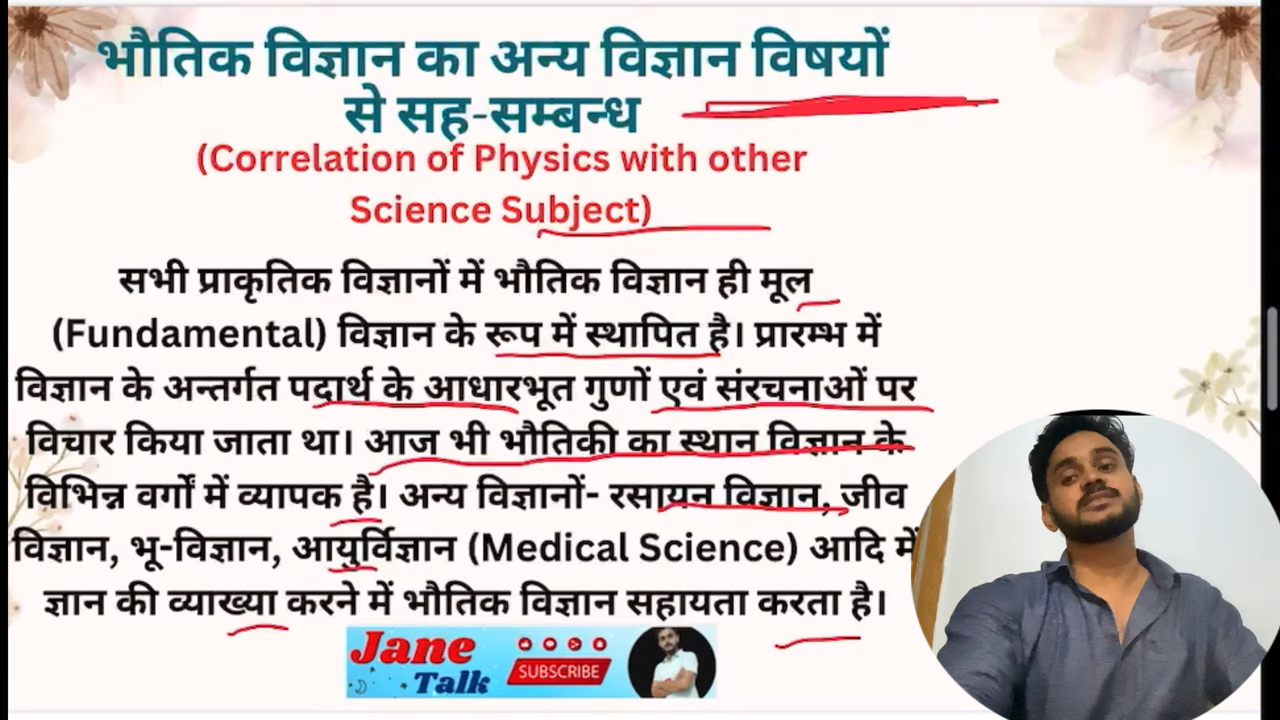 भौतिक विज्ञान का अन्य विज्ञान विषयों
से सह-सम्बन्ध
(Correlation of Physics with other
Science Subject)
सभी प्राकृतिक विज्ञानों में भौतिक विज्ञान ही मूल
(Fundamental) विज्ञान के रूप में स्थापित है। प्रारम्भ में
विज्ञान के अन्तर्गत पदार्थ के आधारभूत गुणों एवं संरचनाओं पर
विचार किया जाता था। आज भी भौतिकी का स्थान विज्ञान के
विभिन्न वर्गों में व्यापक है। अन्य विज्ञानों- रसायन विज्ञान, जीव
विज्ञान, भू-विज्ञान, आयुर्विज्ञान (Medical Science) आदि में
ज्ञान की व्याख्या करने में भौतिक विज्ञान सहायता करता है।
Jane
Talk
SUBSCRIBE